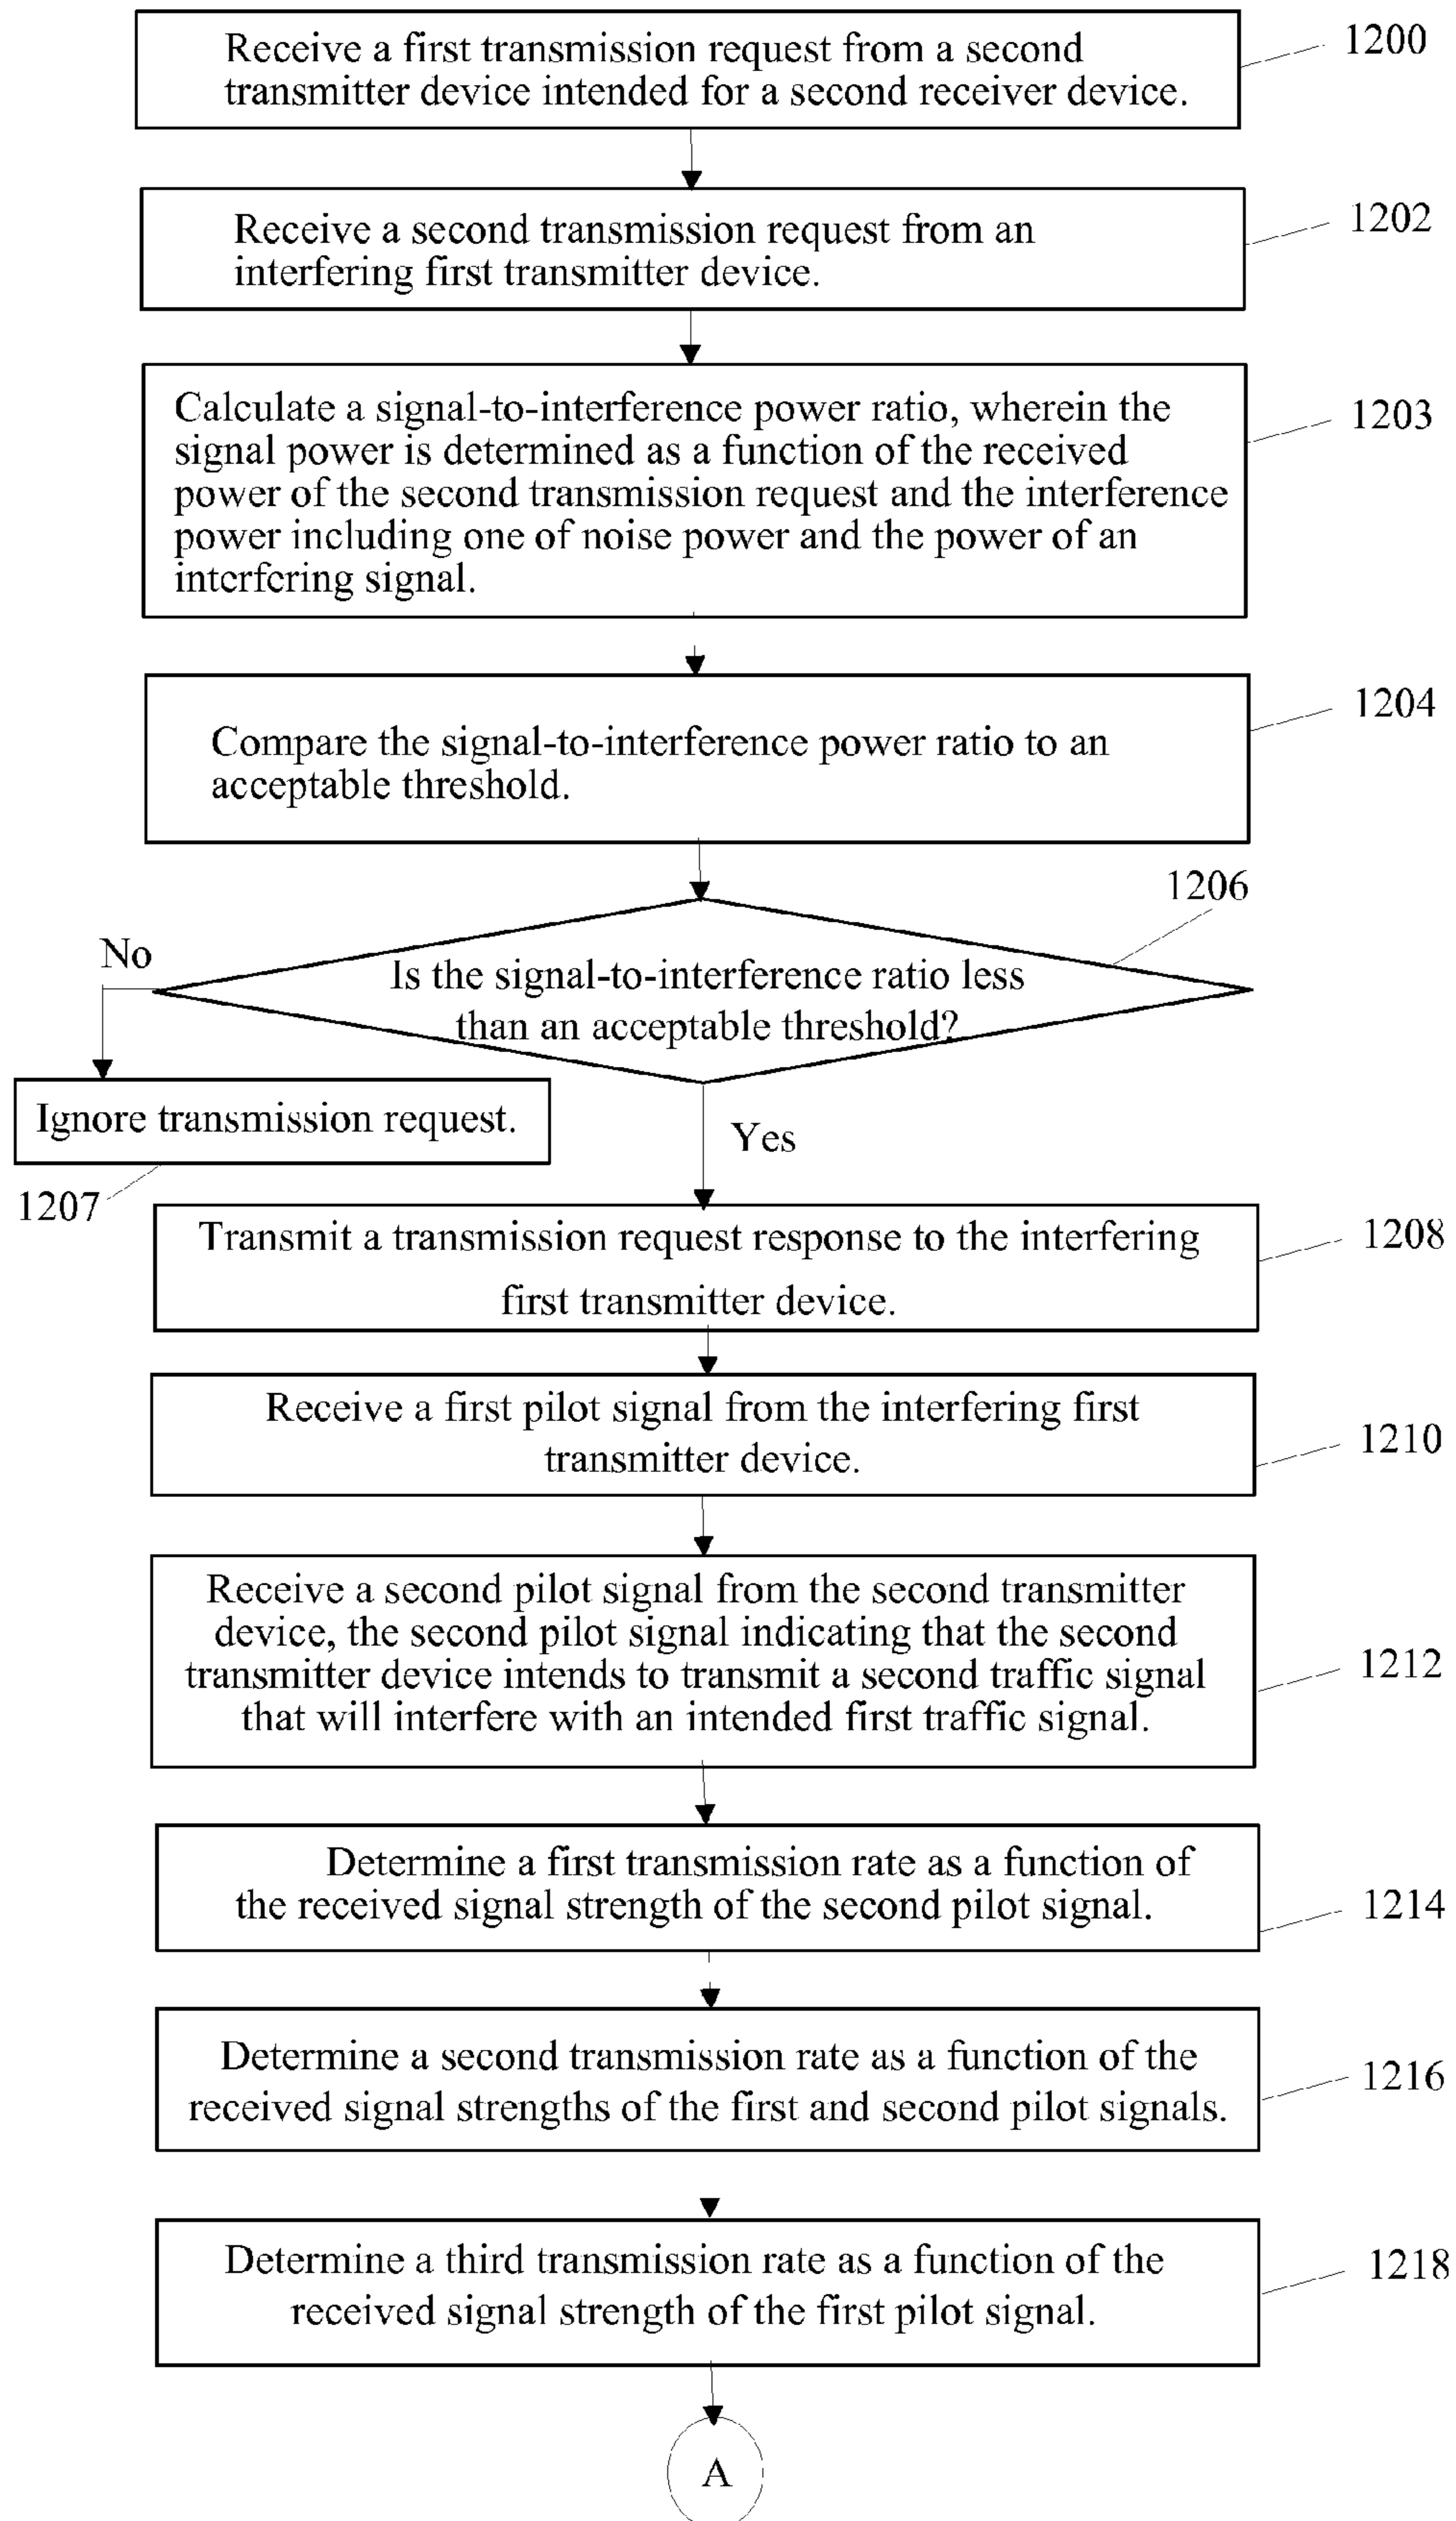 Receive a first transmission request from a second
transmitter device intended for a second receiver device.
1200
Receive a second transmission request from an
interfering first transmitter device.
1202
Calculate a signal-to-interference power ratio, wherein the
signal power is determined as a function of the received
power of the second transmission request and the interference
power including one of noise power and the power of an
interfering signal.
1203
Compare the signal-to-interference power ratio to an
acceptable threshold.
1204
1206
Is the signal-to-interference ratio less
than an acceptable threshold?
No
Ignore transmission request.
1207
Yes
Transmit a transmission request response to the interfering
first transmitter device.
1208
Receive a first pilot signal from the interfering first
transmitter device.
1210
Receive a second pilot signal from the second transmitter
device, the second pilot signal indicating that the second
transmitter device intends to transmit a second traffic signal
that will interfere with an intended first traffic signal.
1212
Determine a first transmission rate as a function of
the received signal strength of the second pilot signal.
1214
Determine a second transmission rate as a function of the
received signal strengths of the first and second pilot signals.
1216
Determine a third transmission rate as a function of the
received signal strength of the first pilot signal.
1218
A